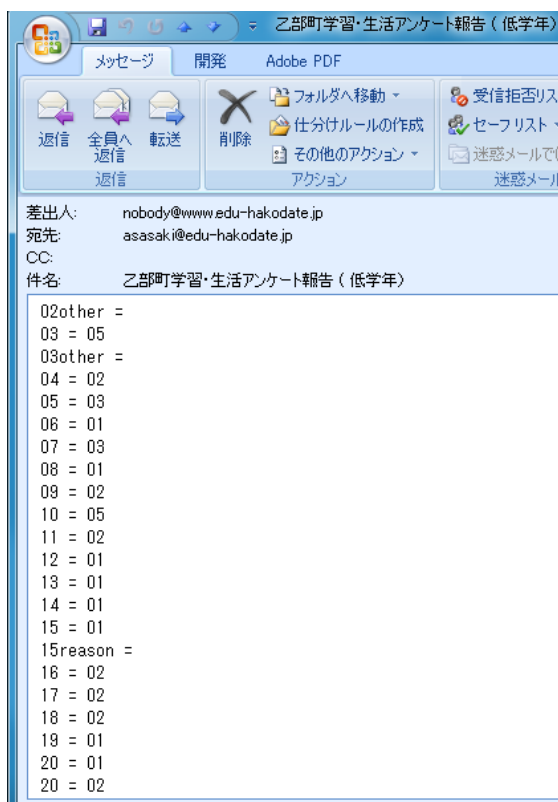 乙部町学習・生活アンケート報告（低学年）
メッセージ 開発 Adobe PDF
返信 全員へ返信 転送 削除 フォルダへ移動 仕分けルールの作成 その他のアクション 受信拒否リス セーフ リスト 迷惑メールで
返信 アクション 迷惑メール
差出人: nobody@www.edu-hakodate.jp
宛先: asasaki@edu-hakodate.jp
CC:
件名: 乙部町学習・生活アンケート報告（低学年）
02other =
03 = 05
03other =
04 = 02
05 = 03
06 = 01
07 = 03
08 = 01
09 = 02
10 = 05
11 = 02
12 = 01
13 = 01
14 = 01
15 = 01
15reason =
16 = 02
17 = 02
18 = 02
19 = 01
20 = 01
20 = 02